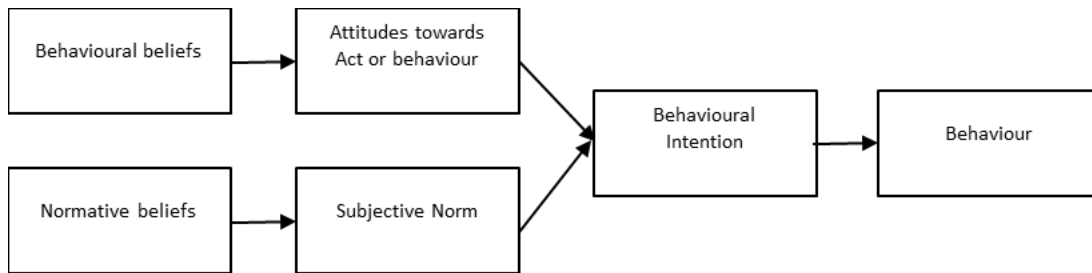 Behavioural beliefs
Attitudes towards
Act or behaviour
Behavioural
Intention
Behaviour
Normative beliefs
Subjective Norm